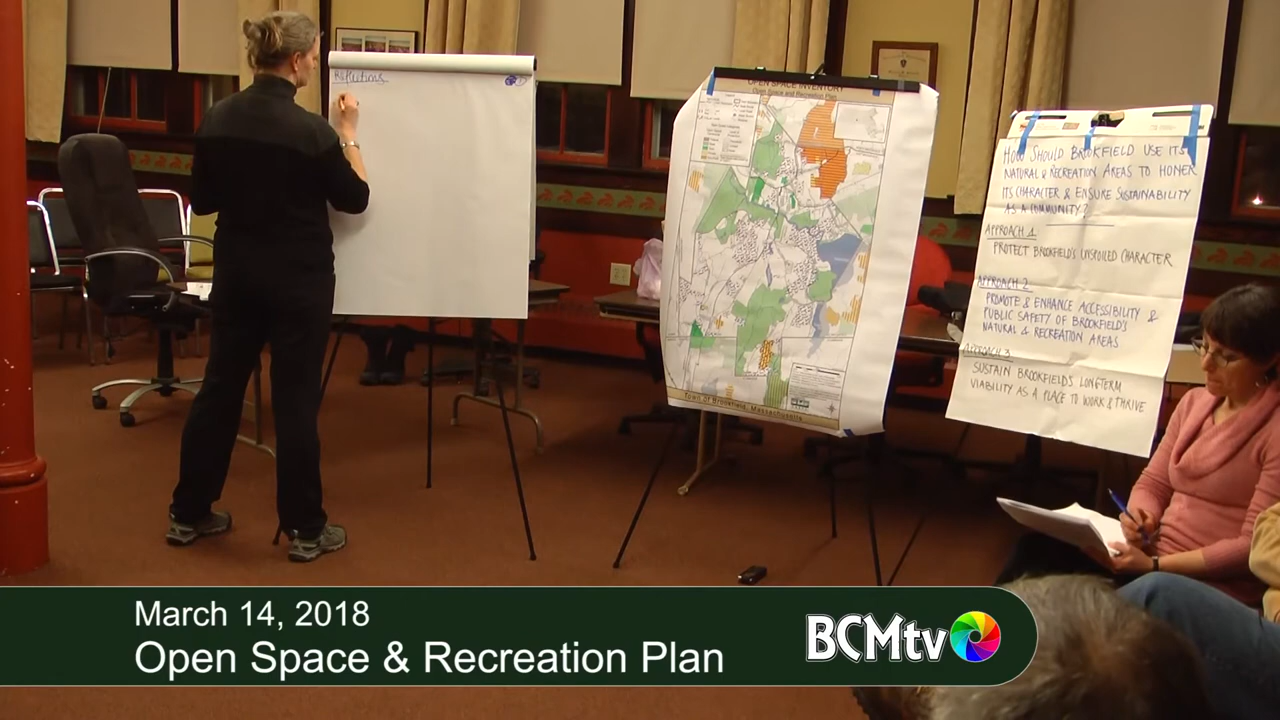 Reflections
OPEN SPACE INVENTORY
Open Space and Recreation Plan
Town of Brookfield, Massachusetts
HOW SHOULD BROOKFIELD USE ITS
NATURAL & RECREATION AREAS TO HONOR
ITS CHARACTER & ENSURE SUSTAINABILITY
AS A COMMUNITY?
APPROACH 1
PROTECT BROOKFIELD'S UNSPOILED CHARACTER
APPROACH 2
PROMOTE & ENHANCE ACCESSIBILITY &
PUBLIC SAFETY OF BROOKFIELD'S
NATURAL & RECREATION AREAS
APPROACH 3
SUSTAIN BROOKFIELD'S LONG-TERM
VIABILITY AS A PLACE TO WORK & THRIVE
March 14, 2018
Open Space & Recreation Plan
BCMtv